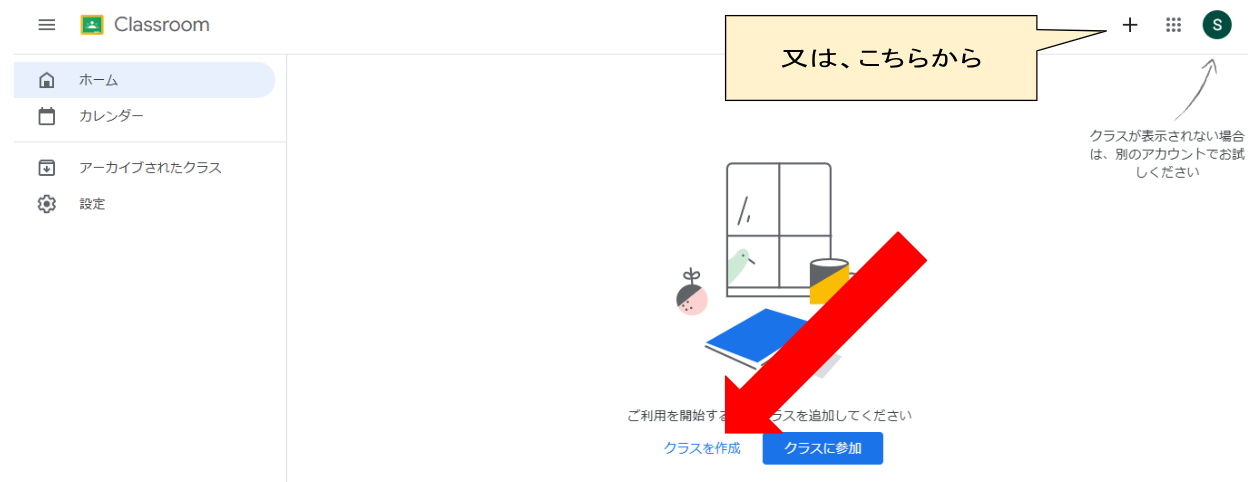 Classroom
又は、こちらから
S
ホーム
カレンダー
アーカイブされたクラス
設定
クラスが表示されない場合
は、別のアカウントでお試
しください
ご利用を開始す
ラスを追加してください
クラスを作成
クラスに参加